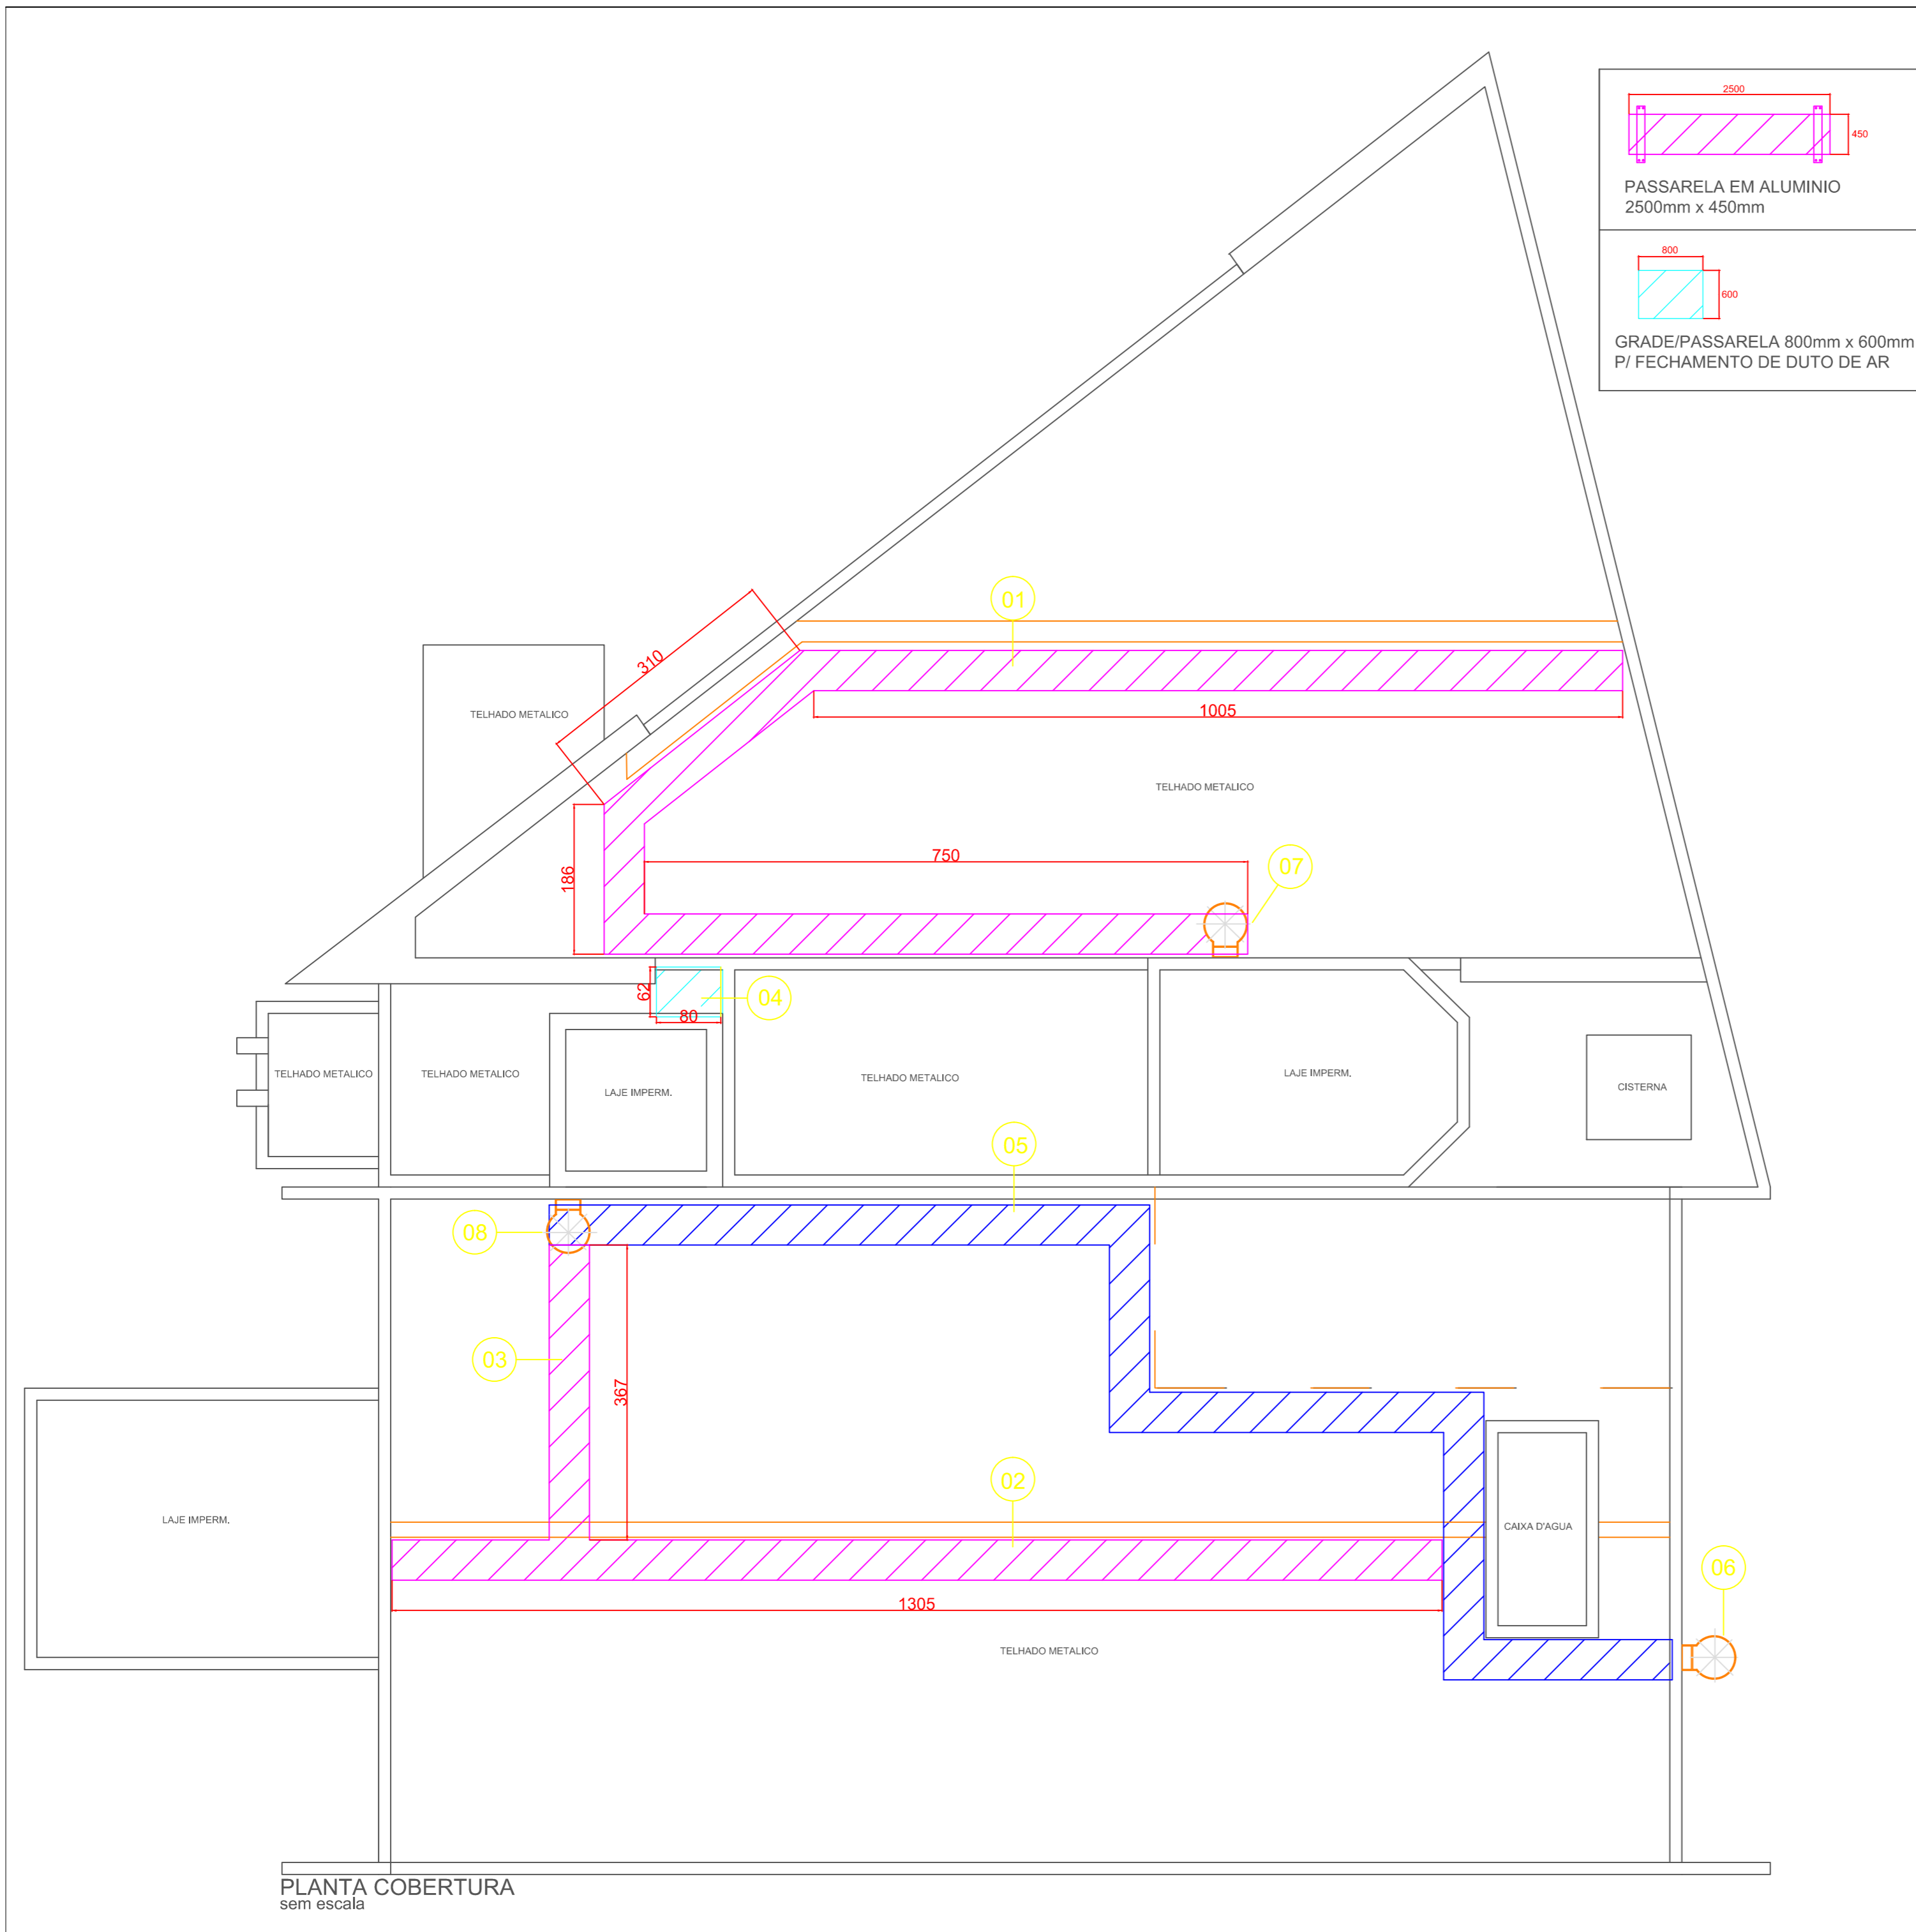 2500
450
PASSARELA EM ALUMINIO
2500mm x 450mm
800
600
GRADE/PASSARELA 800mm x 600mm
P/ FECHAMENTO DE DUTO DE AR
01
310
TELHADO METALICO
1005
TELHADO METALICO
750
07
186
62
04
80
TELHADO METALICO
TELHADO METALICO
LAJE IMPERM.
TELHADO METALICO
LAJE IMPERM.
CISTERNA
05
08
03
367
02
LAJE IMPERM.
CAIXA D'AGUA
06
1305
TELHADO METALICO
PLANTA COBERTURA
sem escala